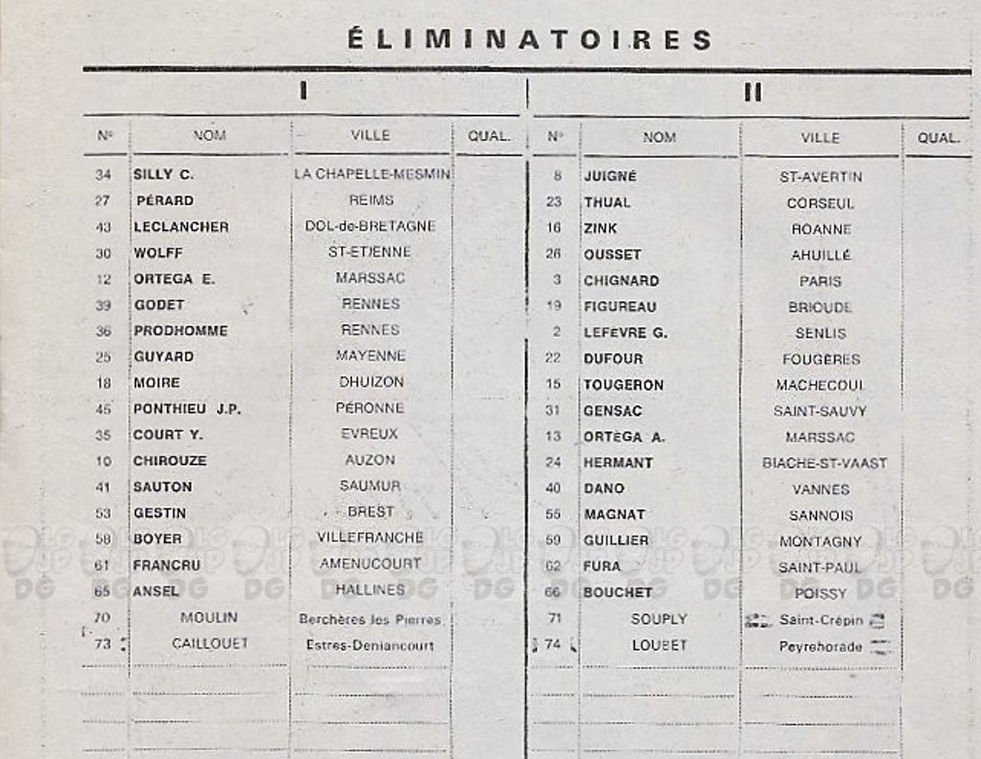 ÉLIMINATOIRES
I
N° NOM VILLE QUAL.
34 SILLY C. LA CHAPELLE-MESMIN
27 PÉRARD REIMS
43 LECLANCHER DOL-de-BRETAGNE
30 WOLFF ST-ETIENNE
12 ORTEGA E. MARSSAC
39 GODET RENNES
36 PRODHOMME RENNES
25 GUYARD MAYENNE
18 MOIRE DHUIZON
45 PONTHIEU J.P. PÉRONNE
35 COURT Y. EVREUX
10 CHIROUZE AUZON
41 SAUTON SAUMUR
53 GESTIN BREST
58 BOYER VILLEFRANCHE
61 FRANCRU AMENUCOURT
65 ANSEL HALLINES
70 MOULIN Berchères les Pierres
73 CAILLOUET Estres-Deniancourt
II
N° NOM VILLE QUAL.
8 JUIGNÉ ST-AVERTIN
23 THUAL CORSEUL
16 ZINK ROANNE
26 OUSSET AHUILLÉ
3 CHIGNARD PARIS
19 FIGUREAU BRIOUDE
2 LEFÈVRE G. SENLIS
22 DUFOUR FOUGÈRES
15 TOUGERON MACHECOUL
31 GENSAC SAINT-SAUVY
13 ORTÉGA A. MARSSAC
24 HERMANT BIACHE-ST-VAAST
40 DANO VANNES
55 MAGNAT SANNOIS
59 GUILLIER MONTAGNY
62 FURA SAINT-PAUL
66 BOUCHET POISSY
71 SOUPLY Saint-Crépin
74 LOUBET Peyrehorade
LG JP DG